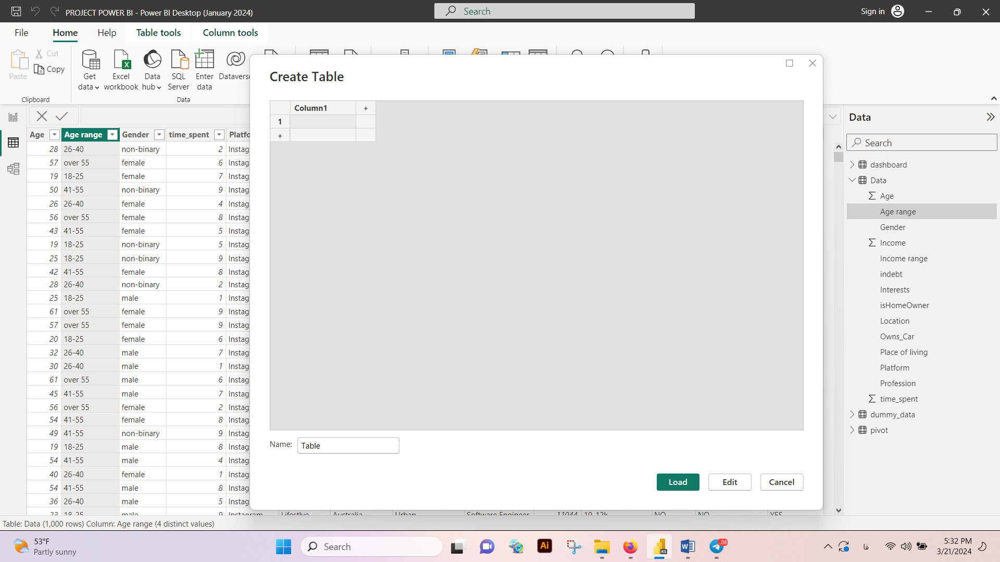 PROJECT POWER BI - Power BI Desktop (January 2024)
Search
Sign in
File
Home
Help
Table tools
Column tools
Paste
Cut
Copy
Clipboard
Get data
Excel workbook
Data hub
SQL Server
Enter data
Dataverse
Data
Age Age range Gender time_spent Platfo
28 26-40 non-binary 2 Instag
57 over 55 female 6 Instag
19 18-25 female 7 Instag
50 41-55 non-binary 9 Instag
26 26-40 female 4 Instag
56 over 55 female 8 Instag
43 41-55 female 5 Instag
19 18-25 non-binary 5 Instag
25 18-25 non-binary 9 Instag
42 41-55 female 8 Instag
28 26-40 non-binary 2 Instag
25 18-25 male 1 Instag
61 over 55 female 9 Instag
57 over 55 female 9 Instag
20 18-25 female 6 Instag
32 26-40 male 7 Instag
30 26-40 male 1 Instag
61 over 55 male 6 Instag
45 41-55 male 7 Instag
56 over 55 female 2 Instag
54 41-55 female 8 Instag
49 41-55 non-binary 9 Instag
19 18-25 male 8 Instag
54 41-55 male 4 Instag
40 26-40 female 1 Instag
54 41-55 male 8 Instag
36 26-40 male 5 Instag
23 18-25 male 9 Instagram Lifestlye Australia Urban Software Engineer 11044 10-12k NO NO YES
Create Table
Column1 +
1
+
Name: Table
Load
Edit
Cancel
Data
Search
dashboard
Data
Age
Age range
Gender
Income
Income range
indebt
Interests
isHomeOwner
Location
Owns_Car
Place of living
Platform
Profession
time_spent
dummy_data
pivot
Table: Data (1,000 rows) Column: Age range (4 distinct values)
53°F
Partly sunny
Search
Ai
RS
W
.08
فا
5:32 PM
3/21/2024